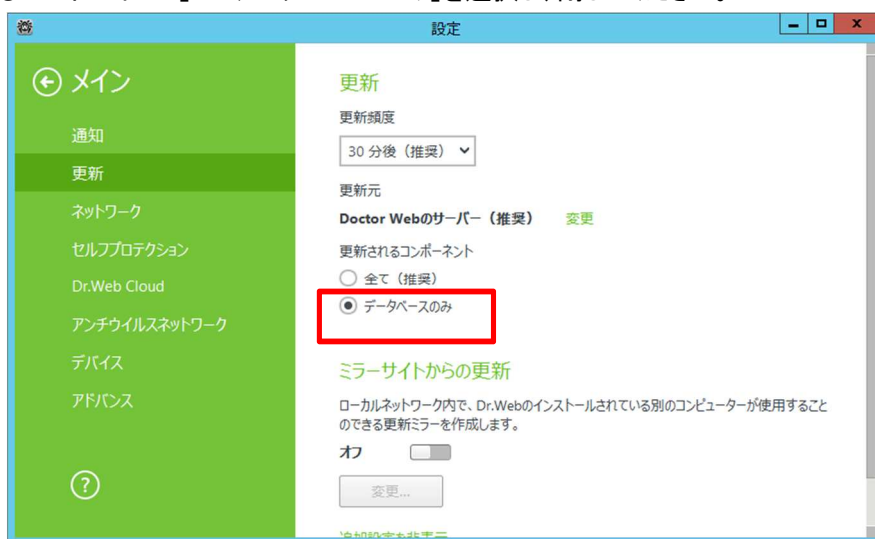 設定
メイン
通知
更新
ネットワーク
セルフプロテクション
Dr.Web Cloud
アンチウイルスネットワーク
デバイス
アドバンス
?
更新
更新頻度
30 分後（推奨）
更新元
Doctor Webのサーバー（推奨） 変更
更新されるコンポーネント
全て（推奨）
データベースのみ
ミラーサイトからの更新
ローカルネットワーク内で、Dr.Webのインストールされている別のコンピューターが使用すること
のできる更新ミラーを作成します。
オフ
変更...
追加設定を非表示